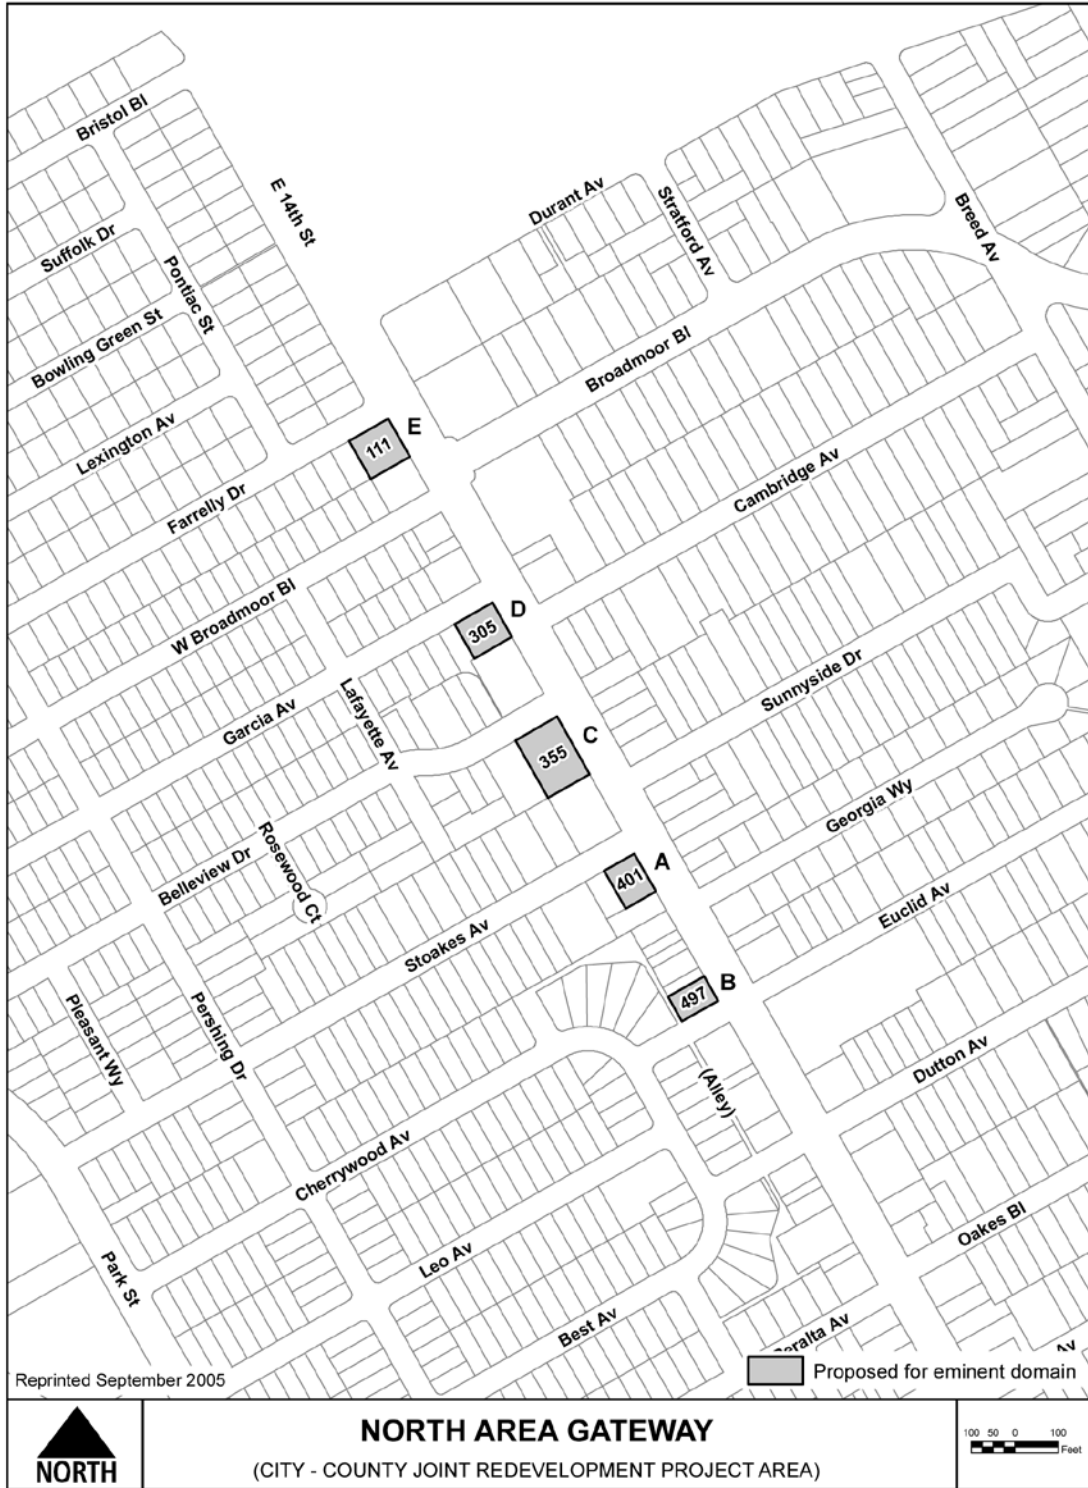 Bristol Bl
E 14th St
Durant Av
Stratford Av
Breed Av
Suffolk Dr
Pontiac St
Bowling Green St
Broadmoor Bl
Lexington Av
E
111
Cambridge Av
Farrelly Dr
W Broadmoor Bl
D
305
Sunnyside Dr
Lafayette Av
Garcia Av
C
355
Georgia Wy
Rosewood Ct
Belleview Dr
A
401
Euclid Av
Stoakes Av
B
497
Pleasant Wy
Pershing Dr
Dutton Av
(Alley)
Cherrywood Av
Oakes Bl
Leo Av
Park St
Best Av
Peralta Av
Av
Reprinted September 2005
Proposed for eminent domain
NORTH
NORTH AREA GATEWAY
(CITY - COUNTY JOINT REDEVELOPMENT PROJECT AREA)
100 50 0 100
Feet